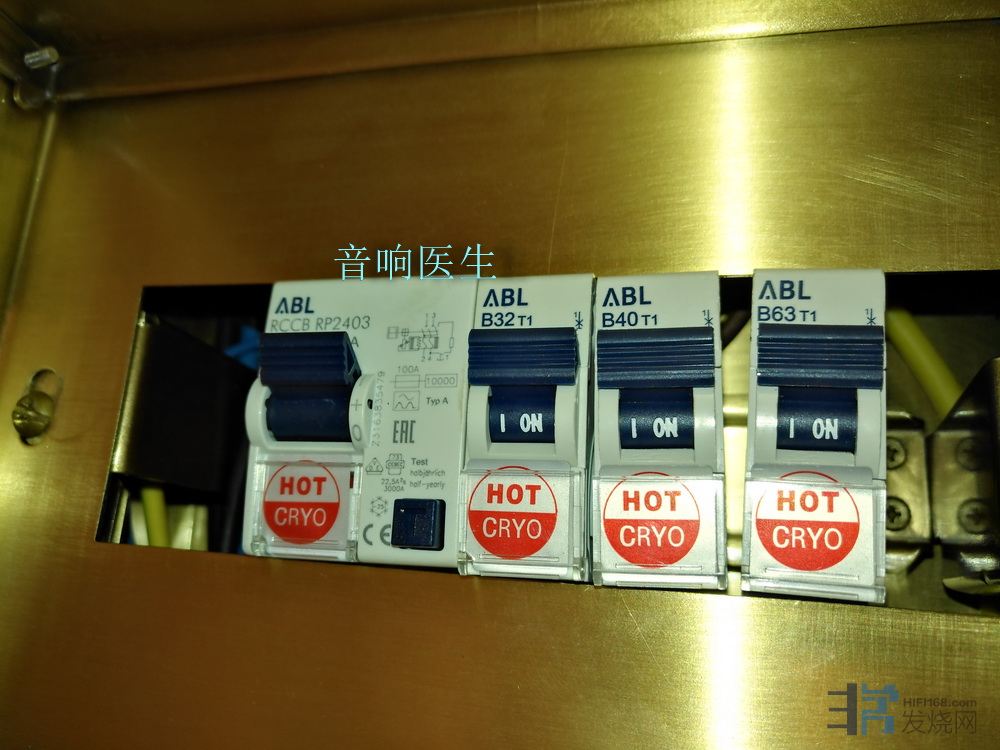 音响医生
ABL
RCCB RP2403
A
100A
10000
Typ A
+
O
EAC
Test
halbjährlich
half-yearly
22,5A²s
3000A
CE
HOT
CRYO
ABL
B32 T1
I ON
HOT
CRYO
ABL
B40 T1
I ON
HOT
CRYO
ABL
B63 T1
I ON
HOT
CRYO
HIFI168.com
发烧网